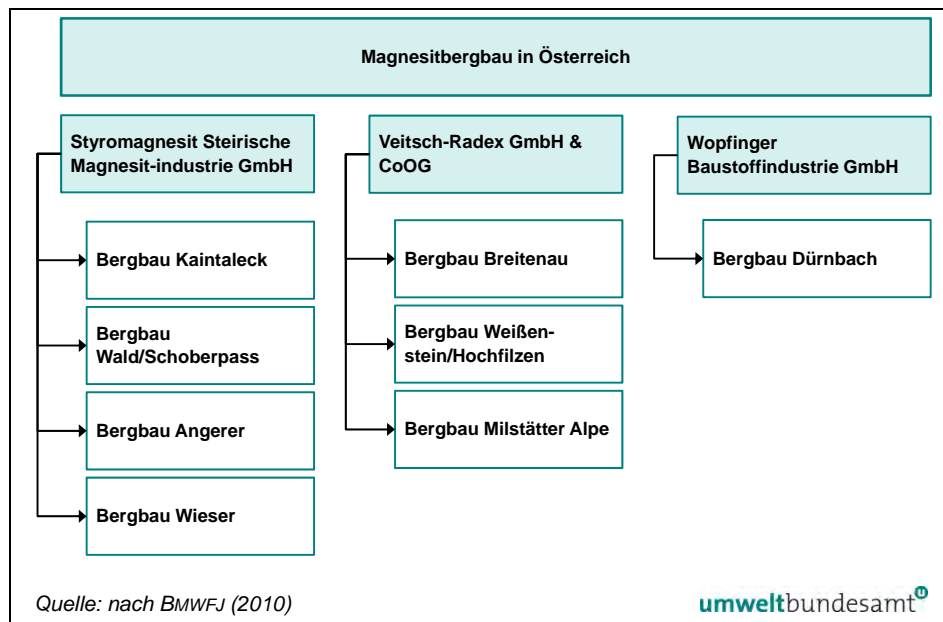 Magnesitbergbau in Österreich
Styromagnesit Steirische
Magnesit-industrie GmbH
Bergbau Kaintaleck
Bergbau
Wald/Schoberpass
Bergbau Angerer
Bergbau Wieser
Veitsch-Radex GmbH &
CoOG
Bergbau Breitenau
Bergbau Weißen-
stein/Hochfilzen
Bergbau Milstätter Alpe
Wopfinger
Baustoffindustrie GmbH
Bergbau Dürnbach
Quelle: nach BMWFJ (2010)
umweltbundesamt